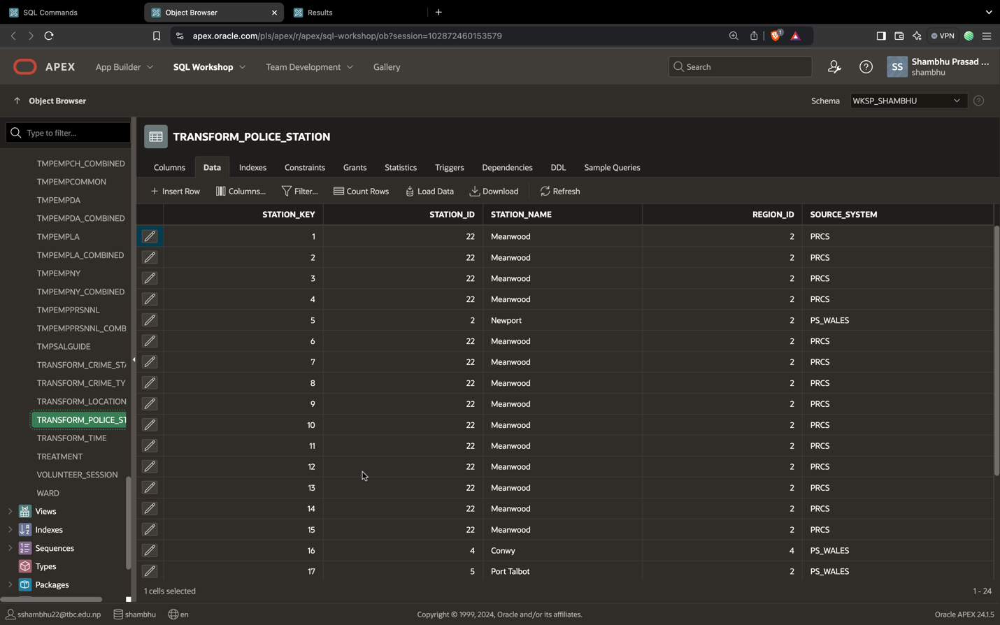 SQL Commands
Object Browser
Results
apex.oracle.com/pls/apex/r/apex/sql-workshop/ob?session=102872460153579
1
VPN
APEX
App Builder
SQL Workshop
Team Development
Gallery
Search
SS
Shambhu Prasad ...
shambhu
Object Browser
Schema
WKSP_SHAMBHU
Type to filter...
TMPEMPCH_COMBINED
TMPEMPCOMMON
TMPEMPDA
TMPEMPDA_COMBINED
TMPEMPLA
TMPEMPLA_COMBINED
TMPEMPNY
TMPEMPNY_COMBINED
TMPEMPPRSNNL
TMPEMPPRSNNL_COMB
TMPSALGUIDE
TRANSFORM_CRIME_STA
TRANSFORM_CRIME_TY
TRANSFORM_LOCATION
TRANSFORM_POLICE_ST
TRANSFORM_TIME
TREATMENT
VOLUNTEER_SESSION
WARD
Views
Indexes
Sequences
Types
Packages
TRANSFORM_POLICE_STATION
Columns Data Indexes Constraints Grants Statistics Triggers Dependencies DDL Sample Queries
Insert Row Columns... Filter... Count Rows Load Data Download Refresh
STATION_KEY STATION_ID STATION_NAME REGION_ID SOURCE_SYSTEM
1 22 Meanwood 2 PRCS
2 22 Meanwood 2 PRCS
3 22 Meanwood 2 PRCS
4 22 Meanwood 2 PRCS
5 2 Newport 2 PS_WALES
6 22 Meanwood 2 PRCS
7 22 Meanwood 2 PRCS
8 22 Meanwood 2 PRCS
9 22 Meanwood 2 PRCS
10 22 Meanwood 2 PRCS
11 22 Meanwood 2 PRCS
12 22 Meanwood 2 PRCS
13 22 Meanwood 2 PRCS
14 22 Meanwood 2 PRCS
15 22 Meanwood 2 PRCS
16 4 Conwy 4 PS_WALES
17 5 Port Talbot 2 PS_WALES
1 cells selected
1 - 24
sshambhu22@tbc.edu.np
shambhu
en
Copyright © 1999, 2024, Oracle and/or its affiliates.
Oracle APEX 24.1.5